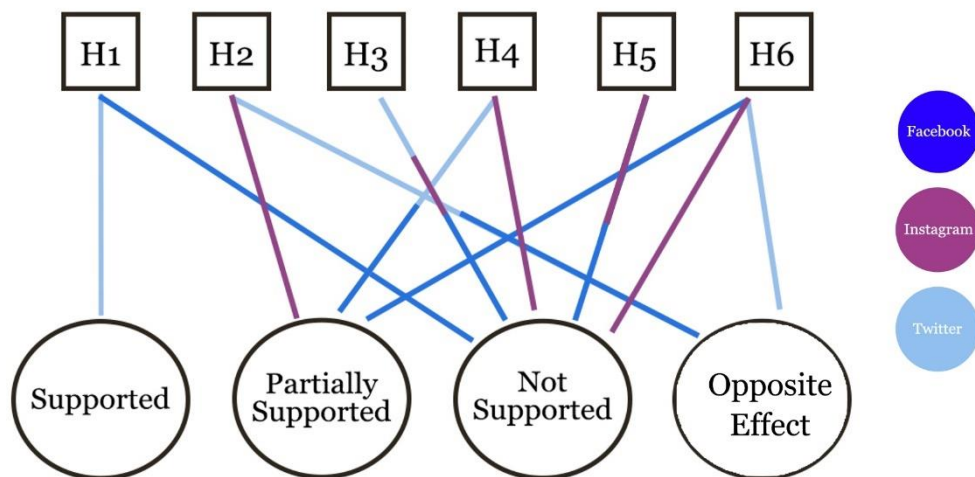 H1
H2
H3
H4
H5
H6
Facebook
Instagram
Twitter
Supported
Partially
Supported
Not
Supported
Opposite
Effect